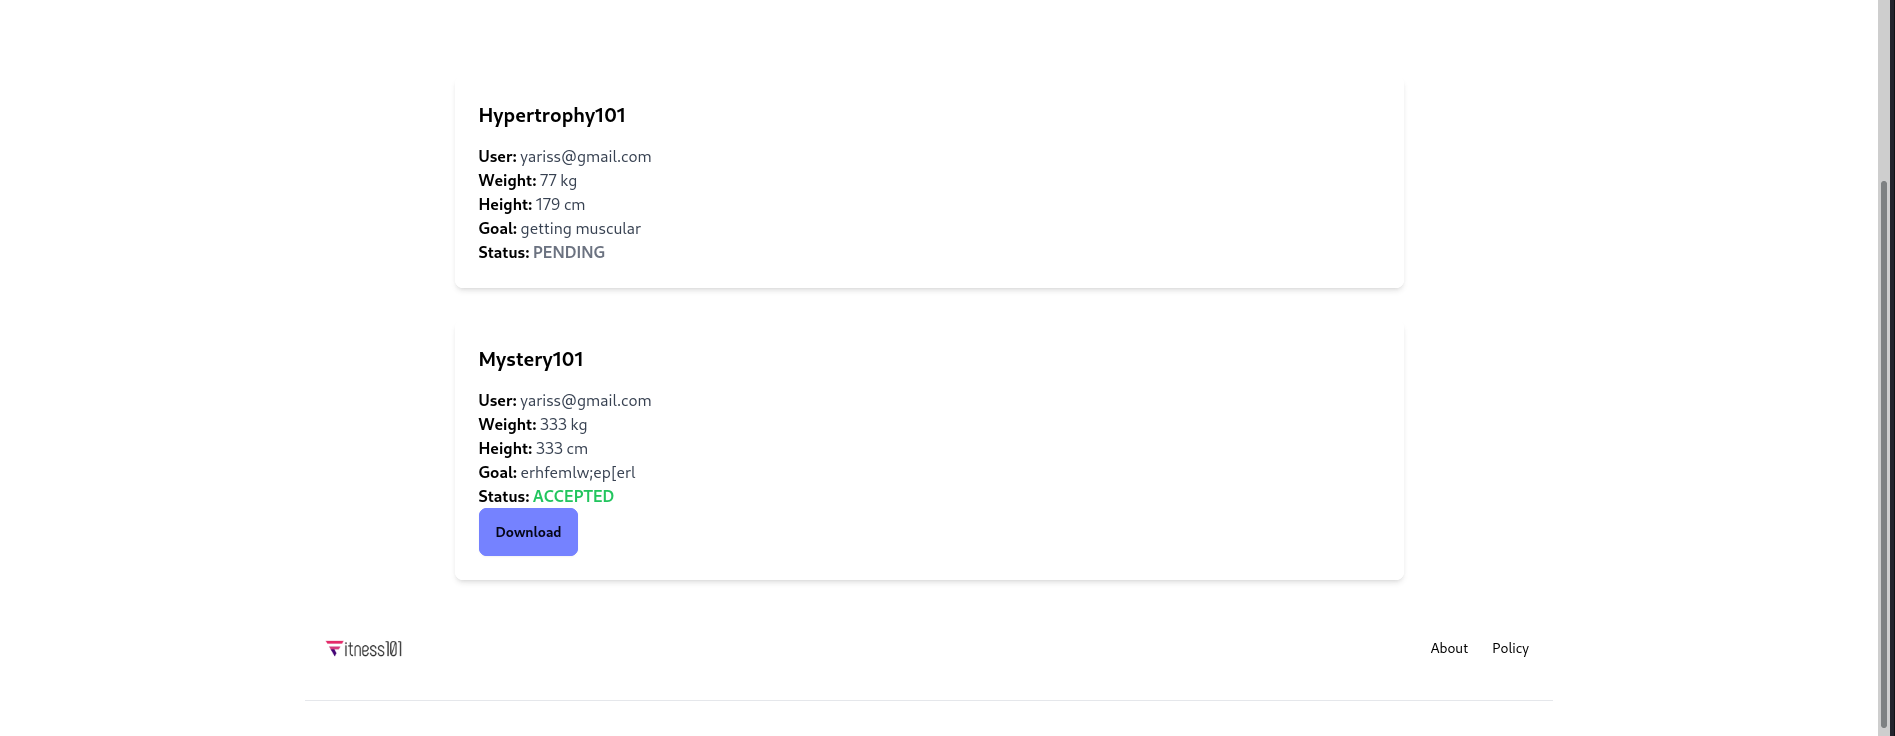 Hypertrophy101
User: yariss@gmail.com
Weight: 77 kg
Height: 179 cm
Goal: getting muscular
Status: PENDING
Mystery101
User: yariss@gmail.com
Weight: 333 kg
Height: 333 cm
Goal: erhfemlw;ep[erl
Status: ACCEPTED
Download
Fitness101
About
Policy